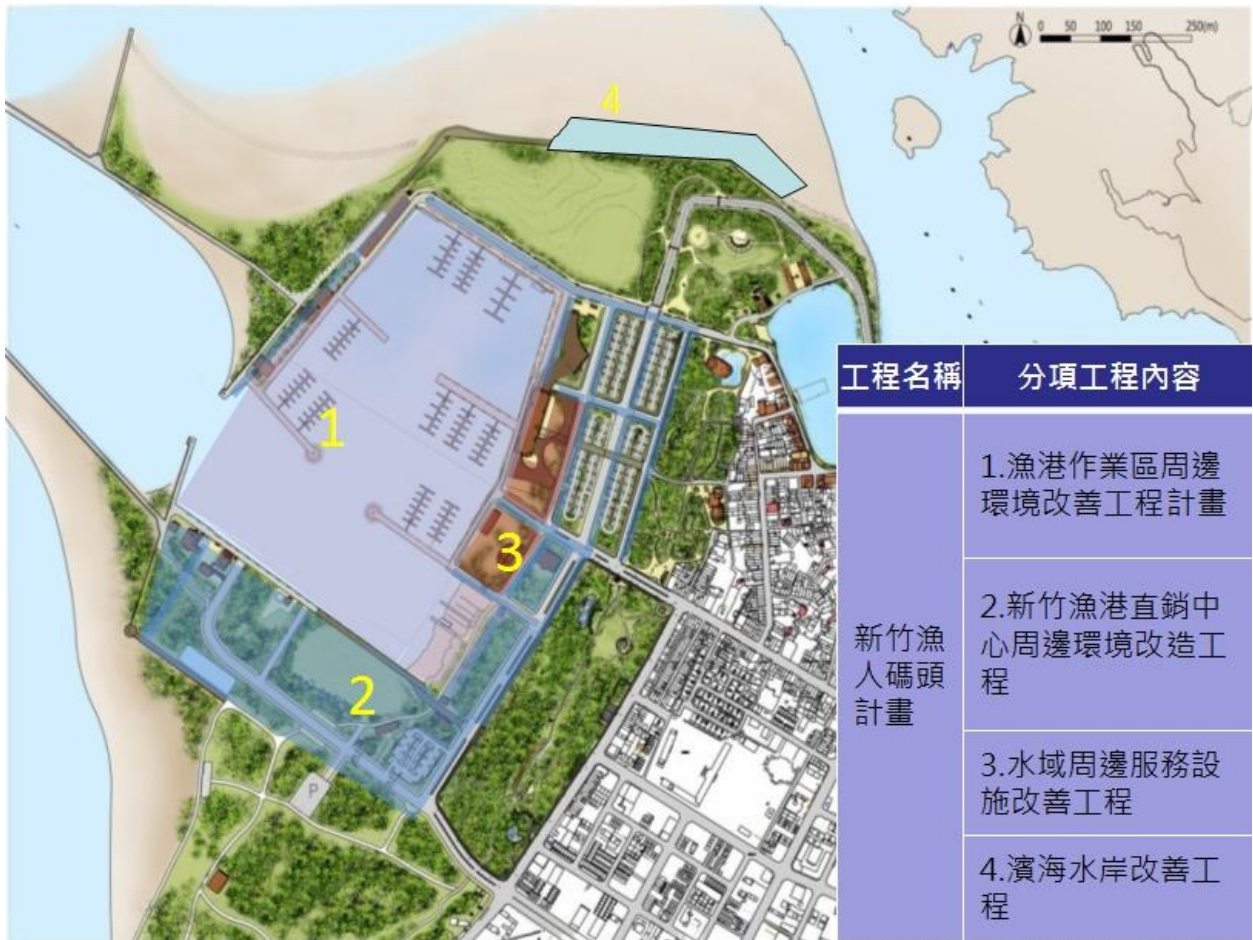 N
0 50 100 150 250(m)
4
1
3
2
P
工程名稱
分項工程內容
新竹漁
人碼頭
計畫
1.漁港作業區周邊
環境改善工程計畫
2.新竹漁港直銷中
心周邊環境改造工
程
3.水域周邊服務設
施改善工程
4.濱海水岸改善工
程